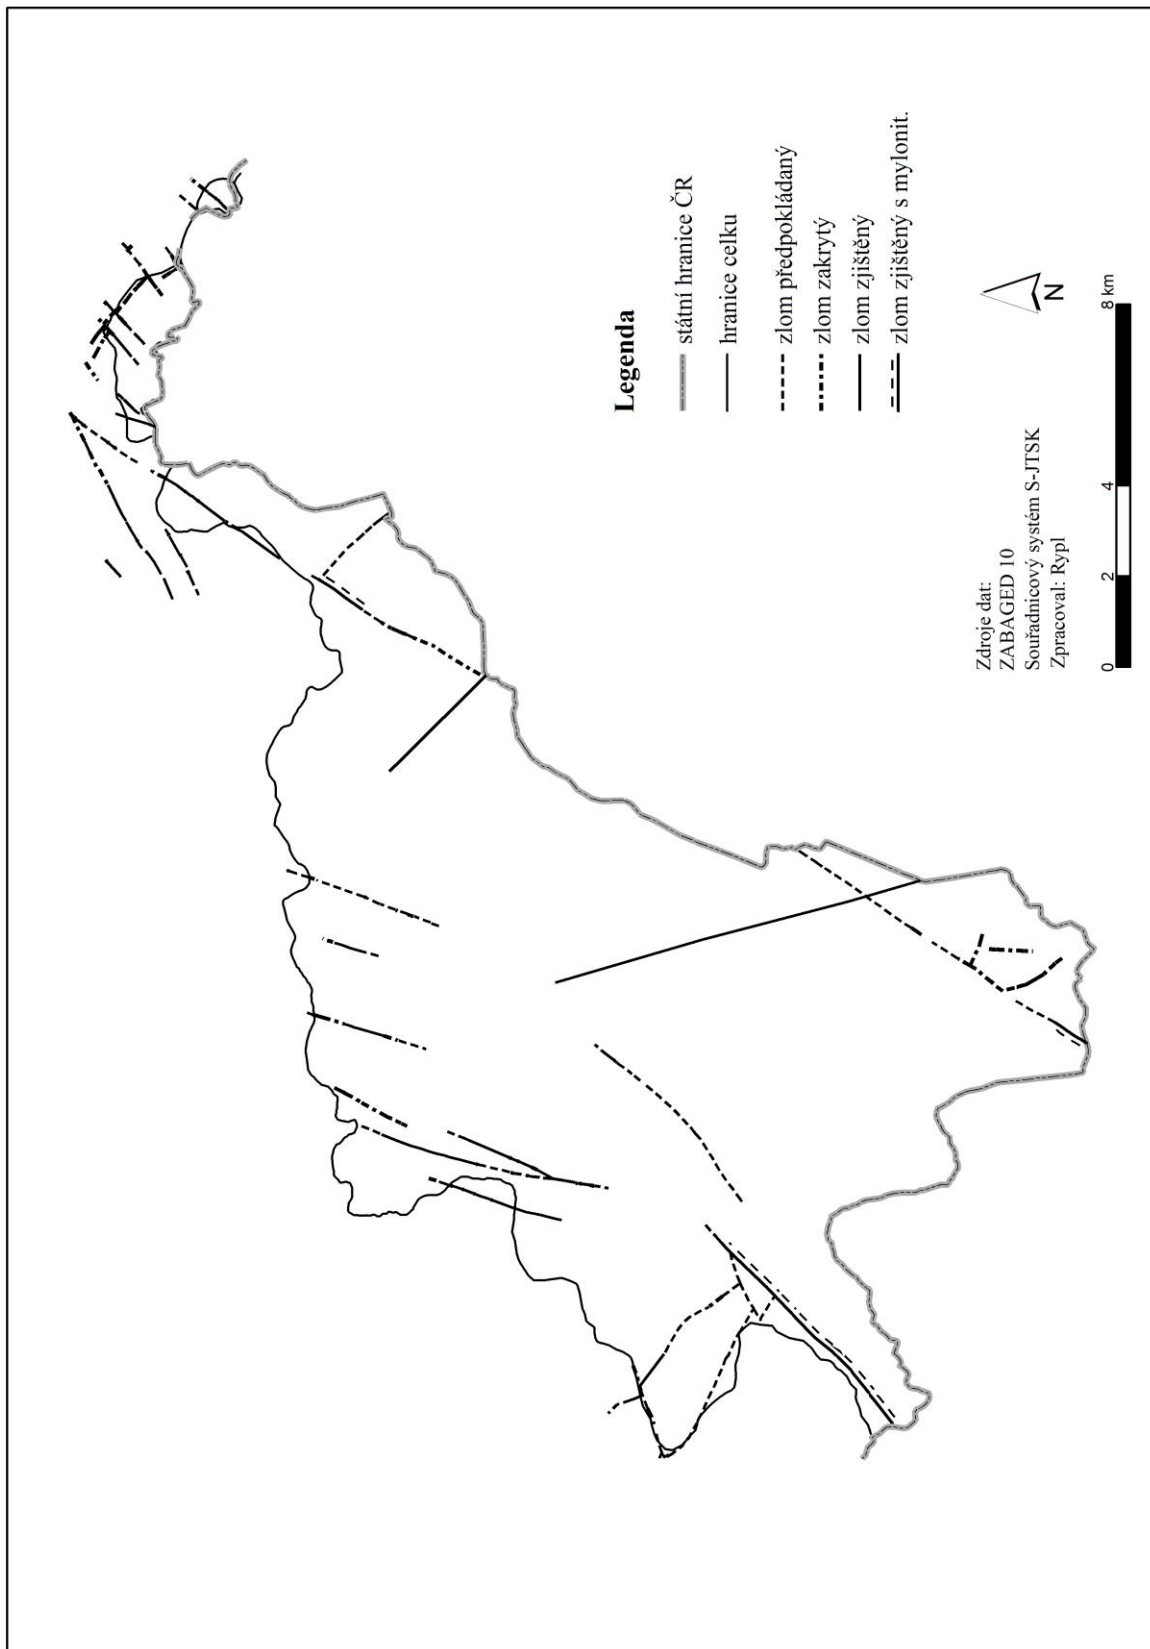 Legenda
státní hranice ČR
hranice celku
zlom předpokládaný
zlom zakrytý
zlom zjištěný
zlom zjištěný s mylonit.
N
Zdroje dat:
ZABAGED 10
Souřadnicový systém S-JTSK
Zpracoval: Rypl
0 2 4 8 km